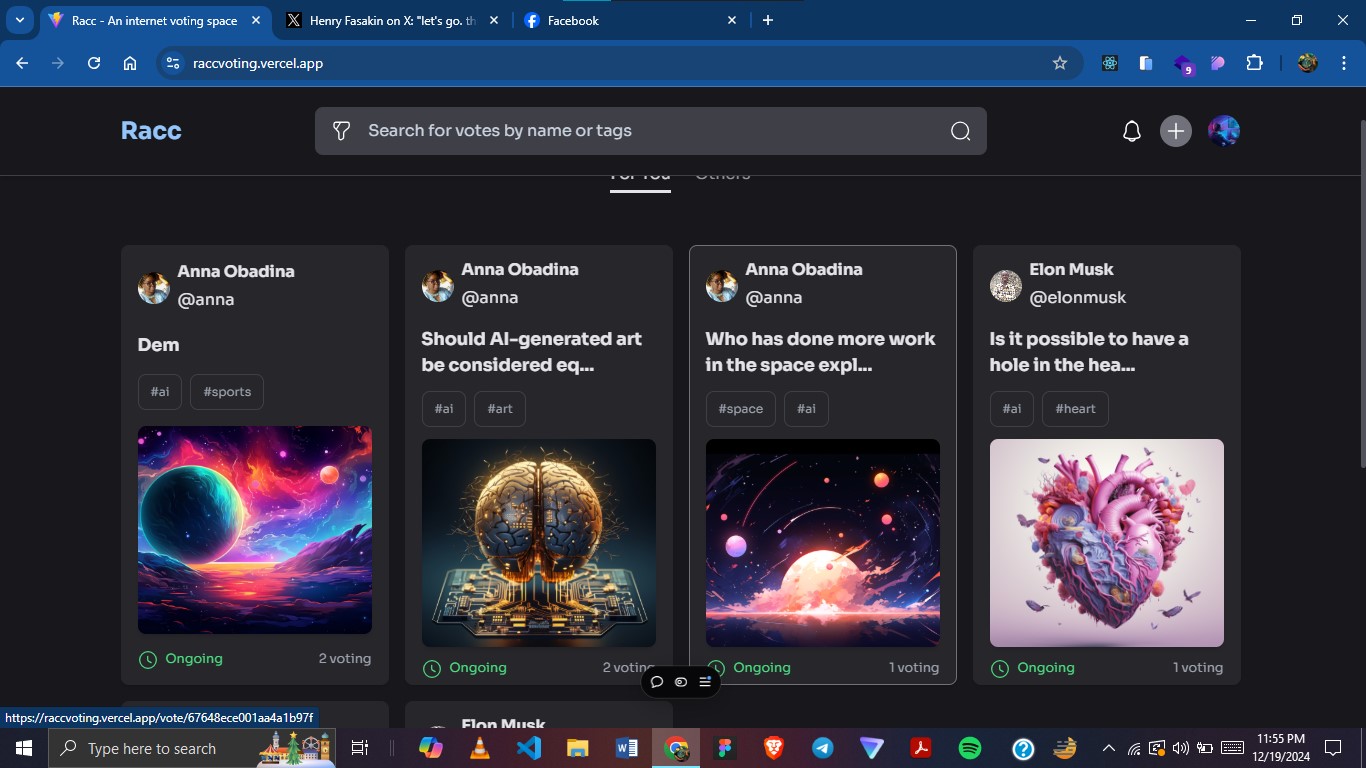 Racc - An internet voting space
Henry Fasakin on X: "let's go. th
Facebook
raccvoting.vercel.app
9
Racc
Search for votes by name or tags
For You
Others
Anna Obadina
@anna
Dem
#ai
#sports
Ongoing
2 voting
Anna Obadina
@anna
Should AI-generated art
be considered eq...
#ai
#art
Ongoing
2 voting
Anna Obadina
@anna
Who has done more work
in the space expl...
#space
#ai
Ongoing
1 voting
Elon Musk
@elonmusk
Is it possible to have a
hole in the hea...
#ai
#heart
Ongoing
1 voting
Elon Musk
https://raccvoting.vercel.app/vote/67648ece001aa4a1b97f
Type here to search
11:55 PM
12/19/2024